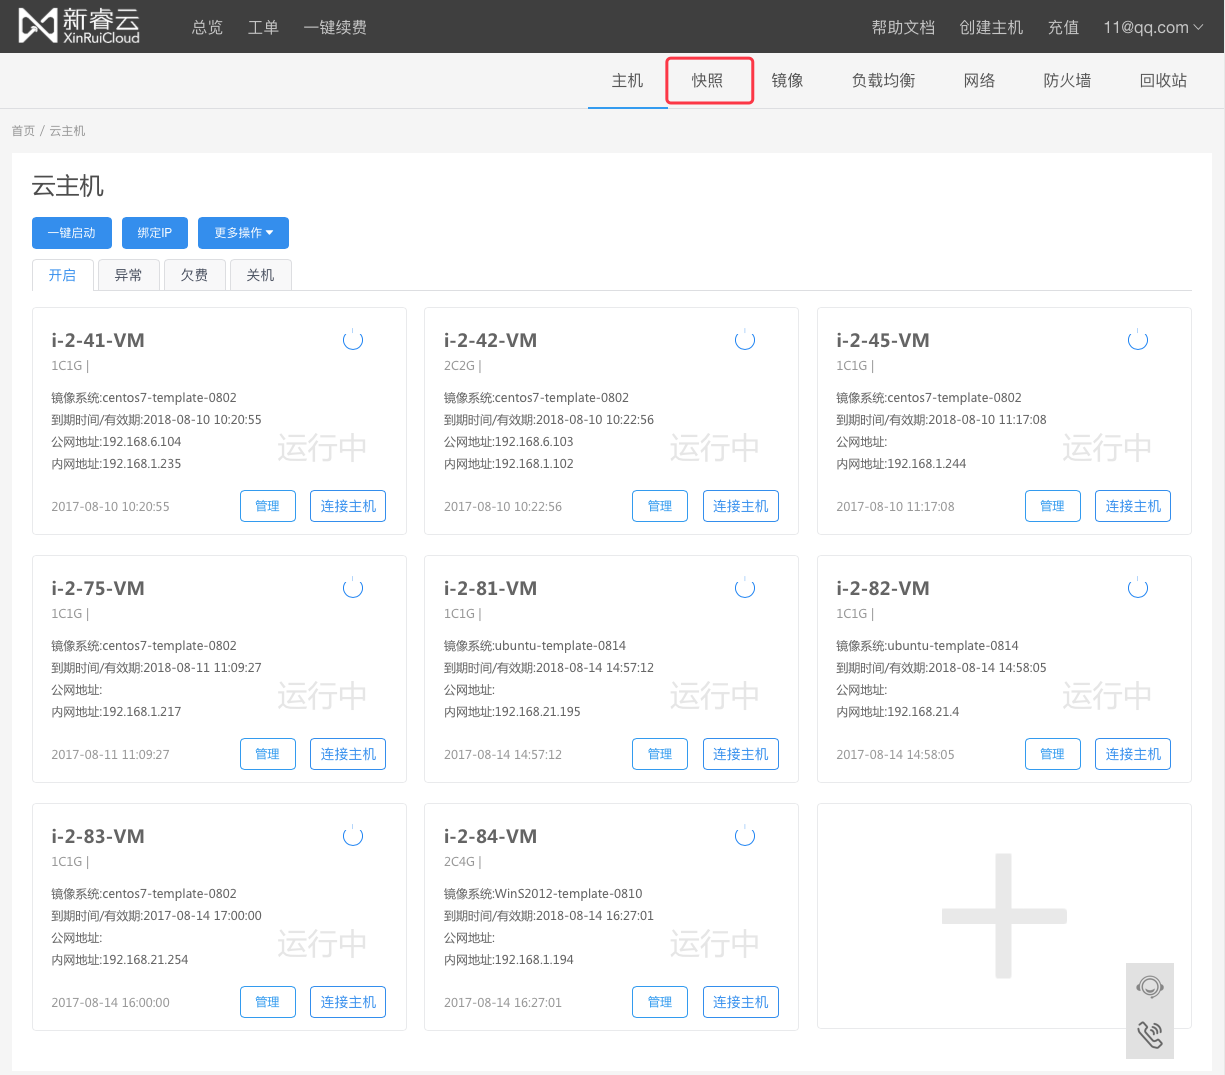 新睿云 XinRuiCloud 总览 工单 一键续费 帮助文档 创建主机 充值 11@qq.com
主机 快照 镜像 负载均衡 网络 防火墙 回收站
首页 / 云主机
云主机
一键启动 绑定IP 更多操作
开启 异常 欠费 关机
i-2-41-VM
1C1G |
镜像系统:centos7-template-0802
到期时间/有效期:2018-08-10 10:20:55
公网地址:192.168.6.104
内网地址:192.168.1.235
运行中
2017-08-10 10:20:55 管理 连接主机
i-2-42-VM
2C2G |
镜像系统:centos7-template-0802
到期时间/有效期:2018-08-10 10:22:56
公网地址:192.168.6.103
内网地址:192.168.1.102
运行中
2017-08-10 10:22:56 管理 连接主机
i-2-45-VM
1C1G |
镜像系统:centos7-template-0802
到期时间/有效期:2018-08-10 11:17:08
公网地址:
内网地址:192.168.1.244
运行中
2017-08-10 11:17:08 管理 连接主机
i-2-75-VM
1C1G |
镜像系统:centos7-template-0802
到期时间/有效期:2018-08-11 11:09:27
公网地址:
内网地址:192.168.1.217
运行中
2017-08-11 11:09:27 管理 连接主机
i-2-81-VM
1C1G |
镜像系统:ubuntu-template-0814
到期时间/有效期:2018-08-14 14:57:12
公网地址:
内网地址:192.168.21.195
运行中
2017-08-14 14:57:12 管理 连接主机
i-2-82-VM
1C1G |
镜像系统:ubuntu-template-0814
到期时间/有效期:2018-08-14 14:58:05
公网地址:
内网地址:192.168.21.4
运行中
2017-08-14 14:58:05 管理 连接主机
i-2-83-VM
1C1G |
镜像系统:centos7-template-0802
到期时间/有效期:2017-08-14 17:00:00
公网地址:
内网地址:192.168.21.254
运行中
2017-08-14 16:00:00 管理 连接主机
i-2-84-VM
2C4G |
镜像系统:WinS2012-template-0810
到期时间/有效期:2018-08-14 16:27:01
公网地址:
内网地址:192.168.1.194
运行中
2017-08-14 16:27:01 管理 连接主机